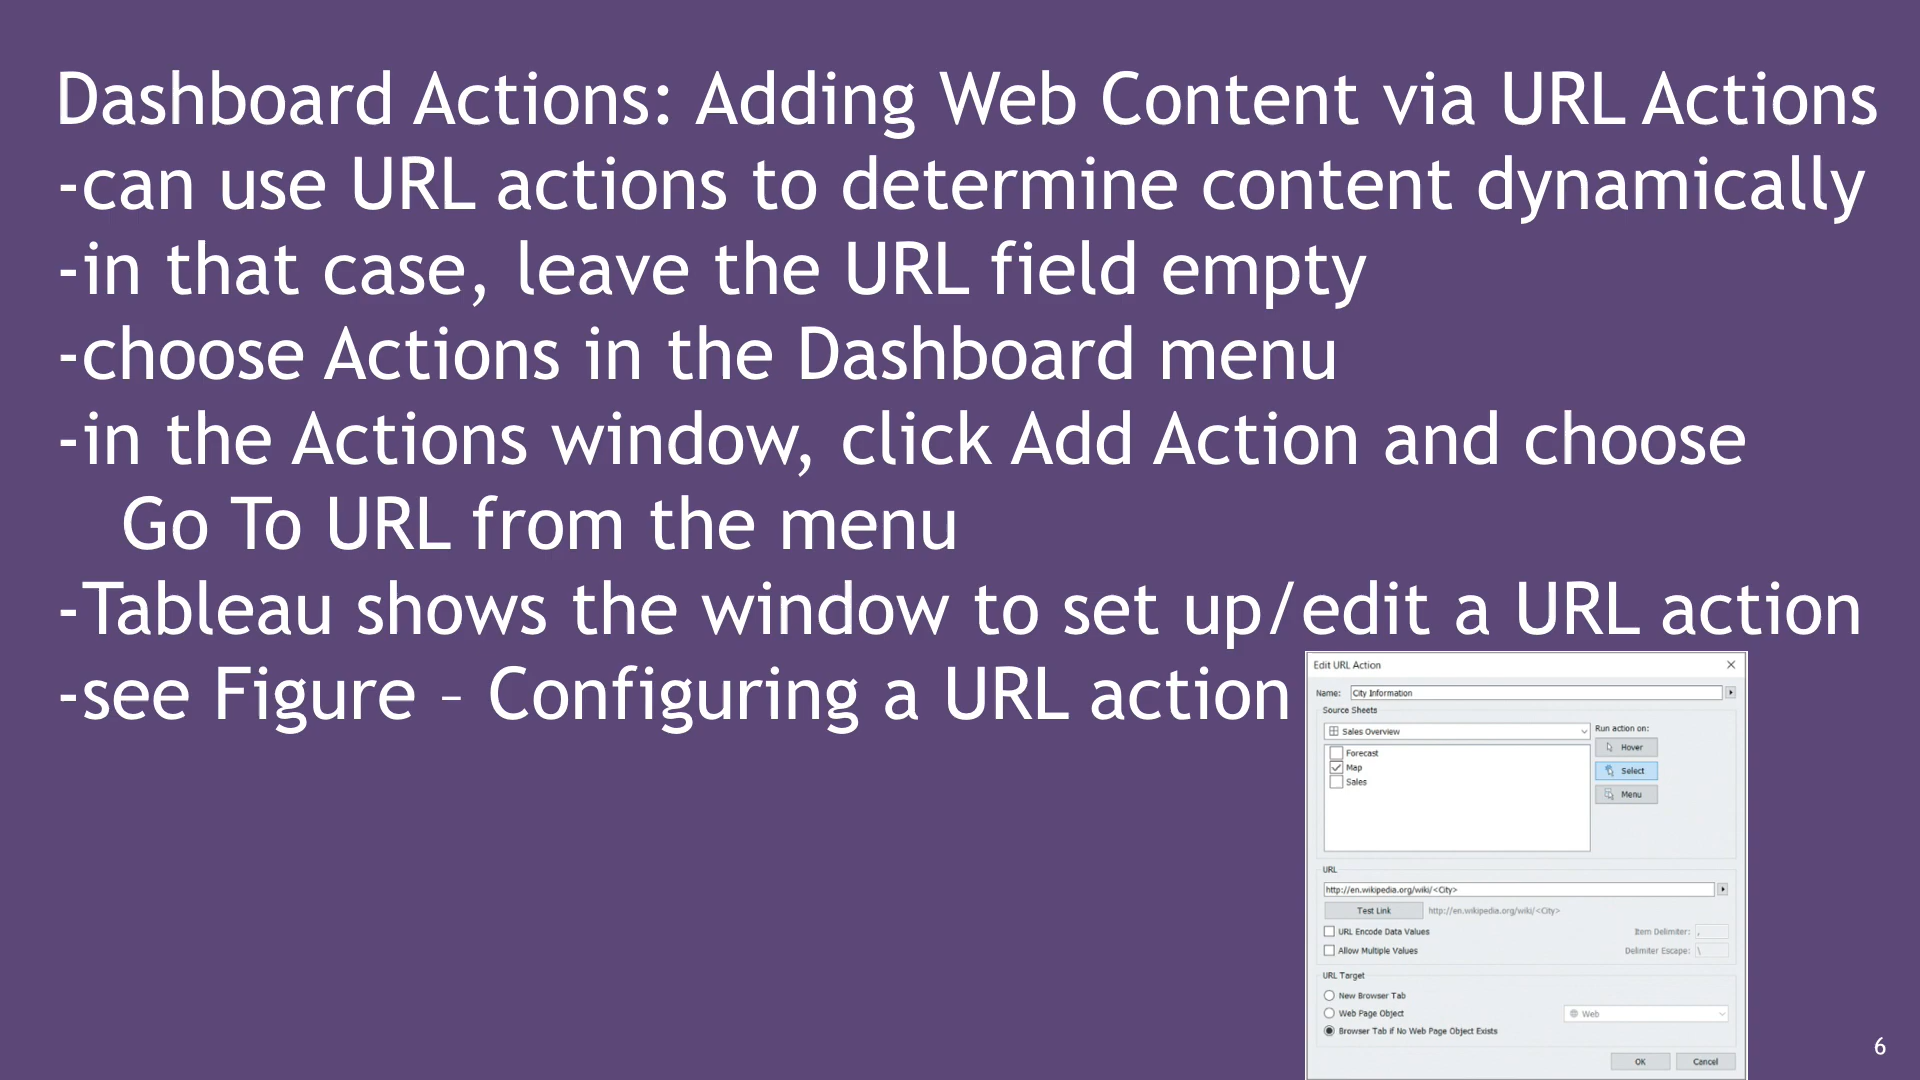 Dashboard Actions: Adding Web Content via URL Actions
-can use URL actions to determine content dynamically
-in that case, leave the URL field empty
-choose Actions in the Dashboard menu
-in the Actions window, click Add Action and choose
Go To URL from the menu
-Tableau shows the window to set up/edit a URL action
-see Figure – Configuring a URL action
Edit URL Action
Name: City Information
Source Sheets
Sales Overview
Run action on:
Forecast
Hover
Map
Select
Sales
Menu
URL
http://en.wikipedia.org/wiki/<City>
Test Link http://en.wikipedia.org/wiki/<City>
URL Encode Data Values Item Delimiter: ,
Allow Multiple Values Delimiter Escape: \
URL Target
New Browser Tab
Web Page Object Web
Browser Tab if No Web Page Object Exists
OK Cancel
6